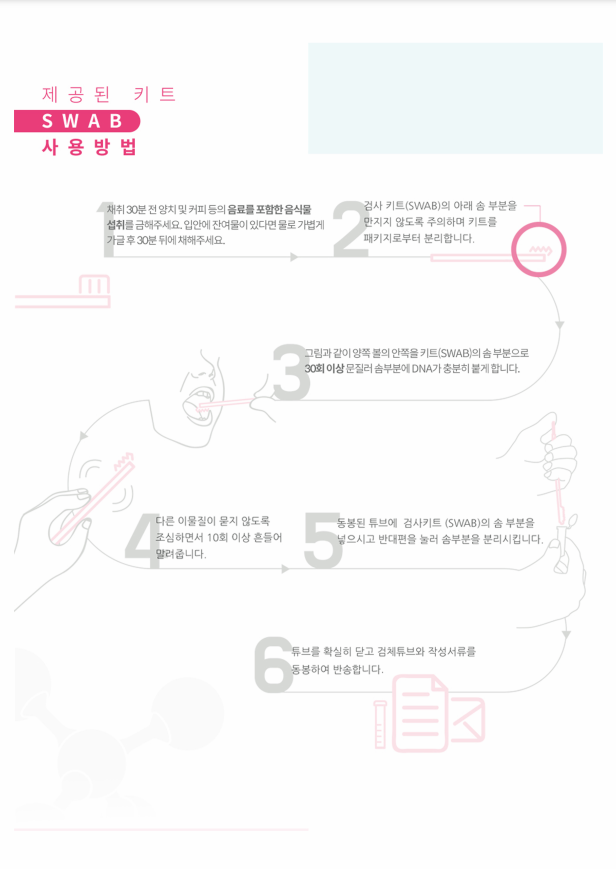 제공된 키트
SWAB
사용방법
1
채취 30분 전 양치 및 커피 등의 음료를 포함한 음식물
섭취를 금해주세요. 입안에 잔여물이 있다면 물로 가볍게
가글 후 30분 뒤에 채해주세요.
2
검사 키트(SWAB)의 아래 솜 부분을
만지지 않도록 주의하며 키트를
패키지로부터 분리합니다.
3
그림과 같이 양쪽 볼의 안쪽을 키트(SWAB)의 솜 부분으로
30회 이상 문질러 솜부분에 DNA가 충분히 붙게 합니다.
4
다른 이물질이 묻지 않도록
조심하면서 10회 이상 흔들어
말려줍니다.
5
동봉된 튜브에 검사키트 (SWAB)의 솜 부분을
넣으시고 반대편을 눌러 솜부분을 분리시킵니다.
6
튜브를 확실히 닫고 검체튜브와 작성서류를
동봉하여 반송합니다.